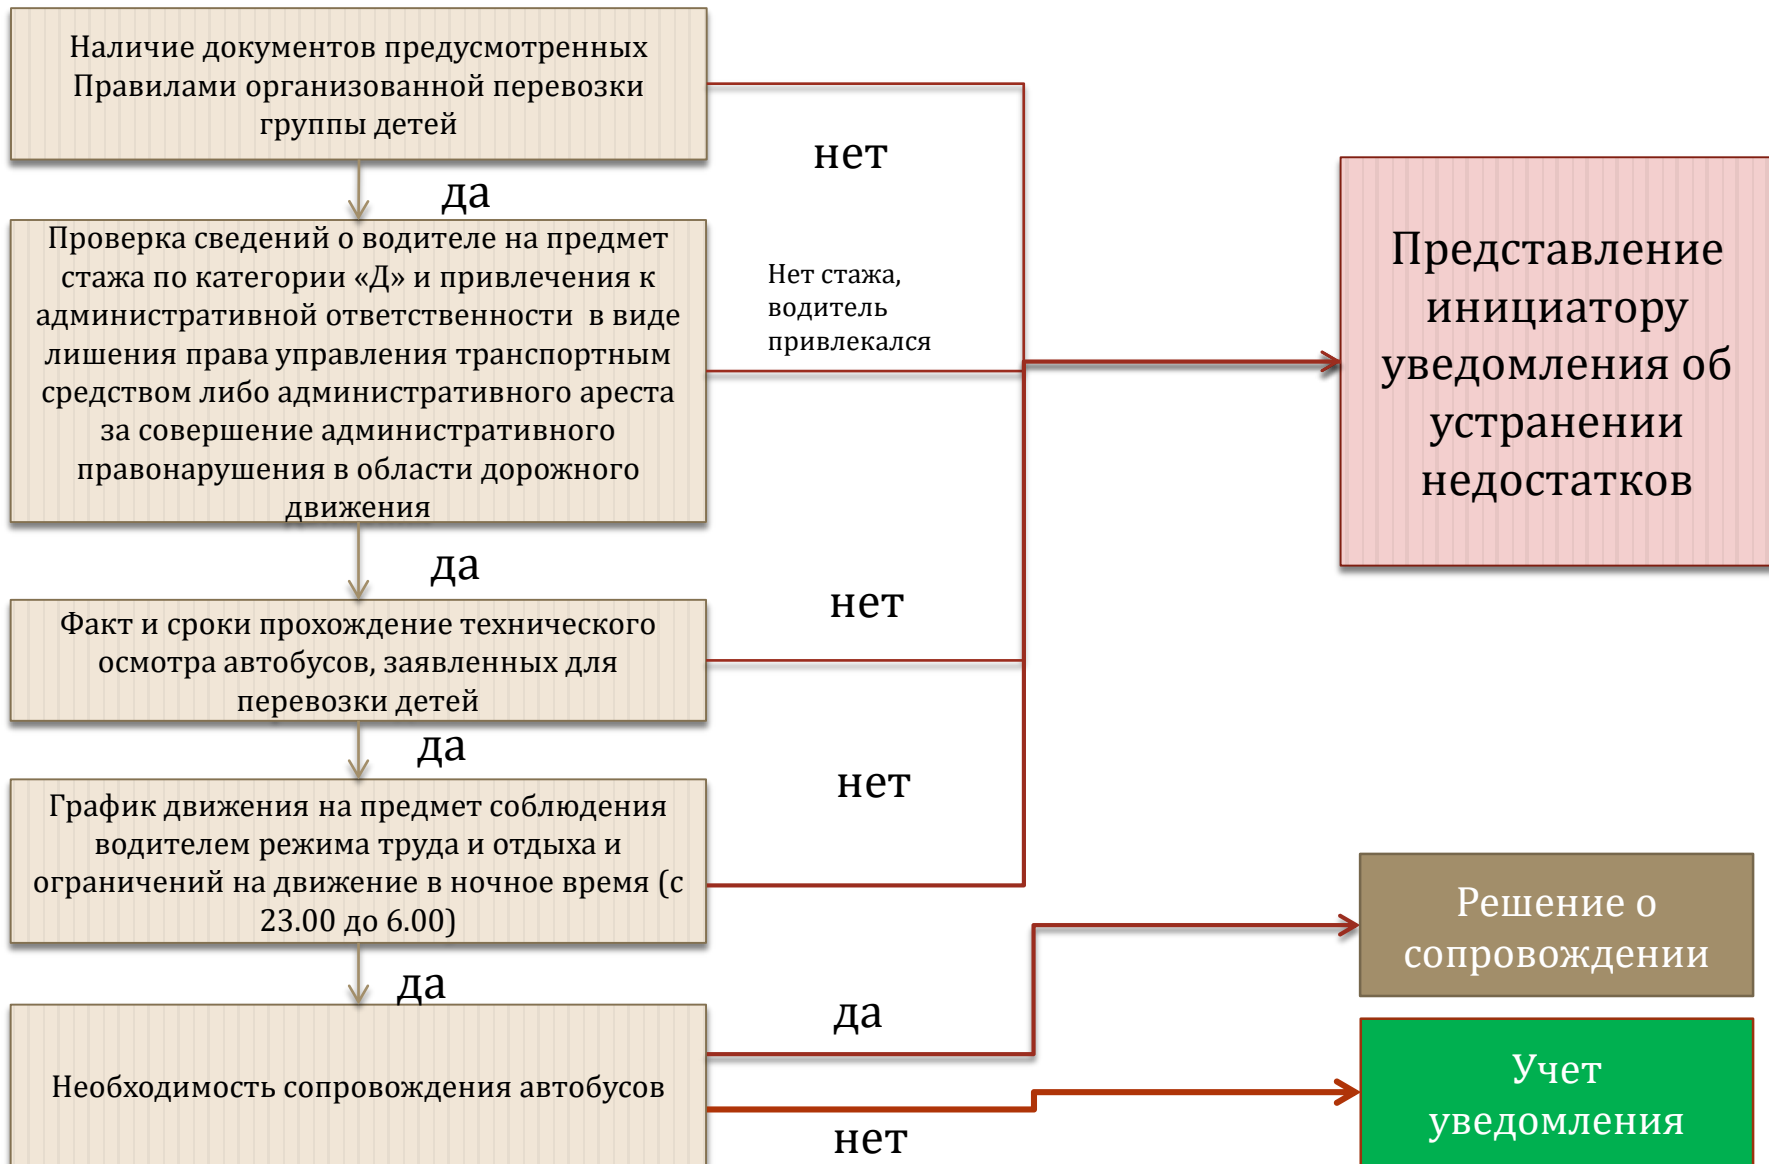 Наличие документов предусмотренных
Правилами организованной перевозки
группы детей
нет
да
Проверка сведений о водителе на предмет
стажа по категории «Д» и привлечения к
административной ответственности в виде
лишения права управления транспортным
средством либо административного ареста
за совершение административного
правонарушения в области дорожного
движения
Нет стажа,
водитель
привлекался
Представление
инициатору
уведомления об
устранении
недостатков
да
нет
Факт и сроки прохождение технического
осмотра автобусов, заявленных для
перевозки детей
да
нет
График движения на предмет соблюдения
водителем режима труда и отдыха и
ограничений на движение в ночное время (с
23.00 до 6.00)
Решение о
сопровождении
да
да
Необходимость сопровождения автобусов
нет
Учет
уведомления